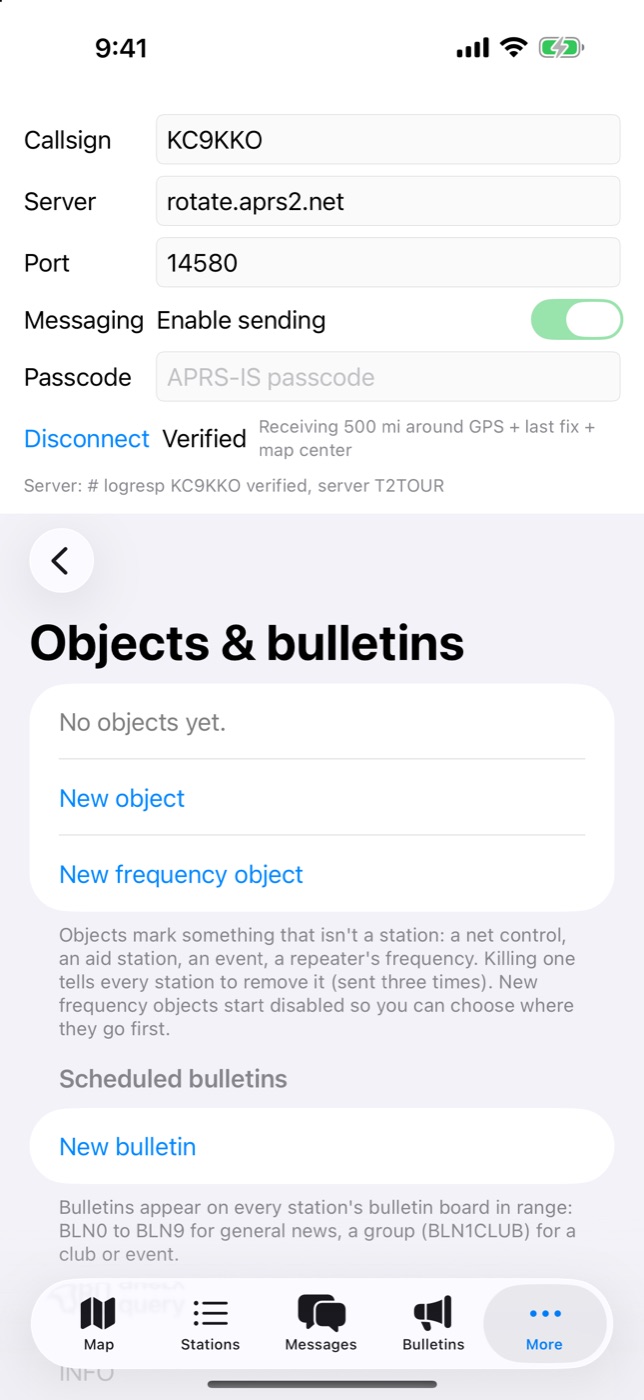 9:41
Callsign KC9KKO
Server rotate.aprs2.net
Port 14580
Messaging Enable sending
Passcode APRS-IS passcode
Disconnect Verified Receiving 500 mi around GPS + last fix +
map center
Server: # logresp KC9KKO verified, server T2TOUR
Objects & bulletins
No objects yet.
New object
New frequency object
Objects mark something that isn't a station: a net control,
an aid station, an event, a repeater's frequency. Killing one
tells every station to remove it (sent three times). New
frequency objects start disabled so you can choose where
they go first.
Scheduled bulletins
New bulletin
Bulletins appear on every station's bulletin board in range:
BLN0 to BLN9 for general news, a group (BLN1CLUB) for a
club or event.
query
Map Stations Messages Bulletins More
INFO